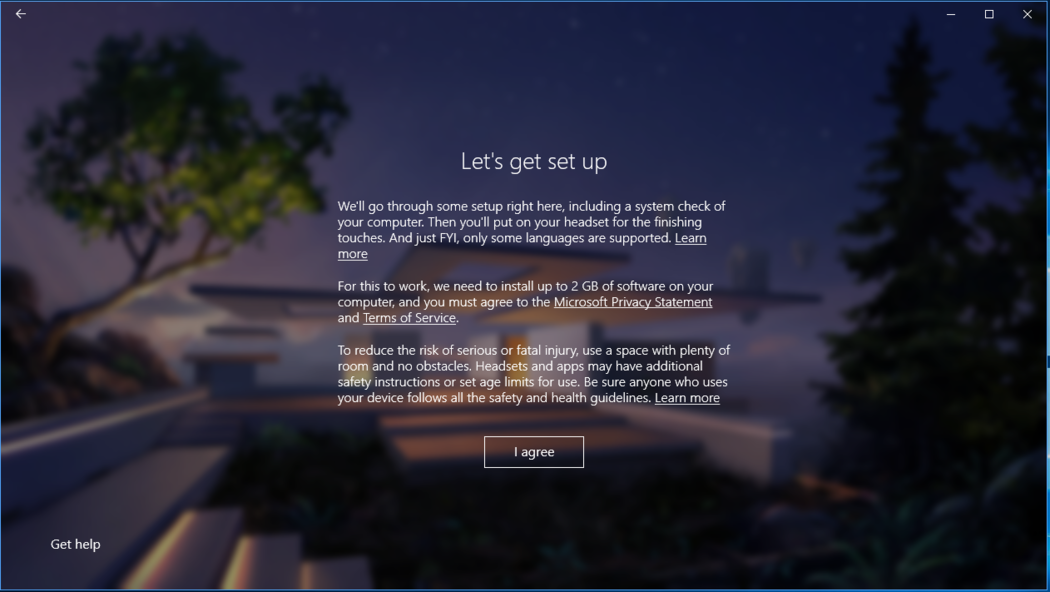 Let's get set up
We'll go through some setup right here, including a system check of
your computer. Then you'll put on your headset for the finishing
touches. And just FYI, only some languages are supported. Learn
more
For this to work, we need to install up to 2 GB of software on your
computer, and you must agree to the Microsoft Privacy Statement
and Terms of Service.
To reduce the risk of serious or fatal injury, use a space with plenty of
room and no obstacles. Headsets and apps may have additional
safety instructions or set age limits for use. Be sure anyone who uses
your device follows all the safety and health guidelines. Learn more
I agree
Get help